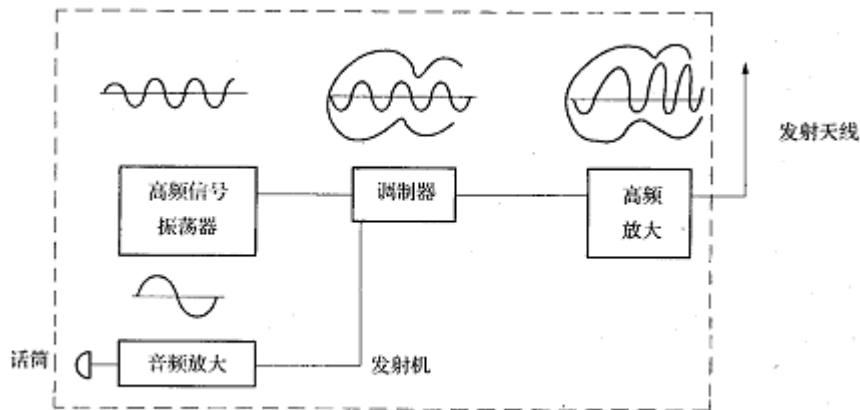 发射天线
高频信号
振荡器
调制器
高频
放大
话筒
音频放大
发射机